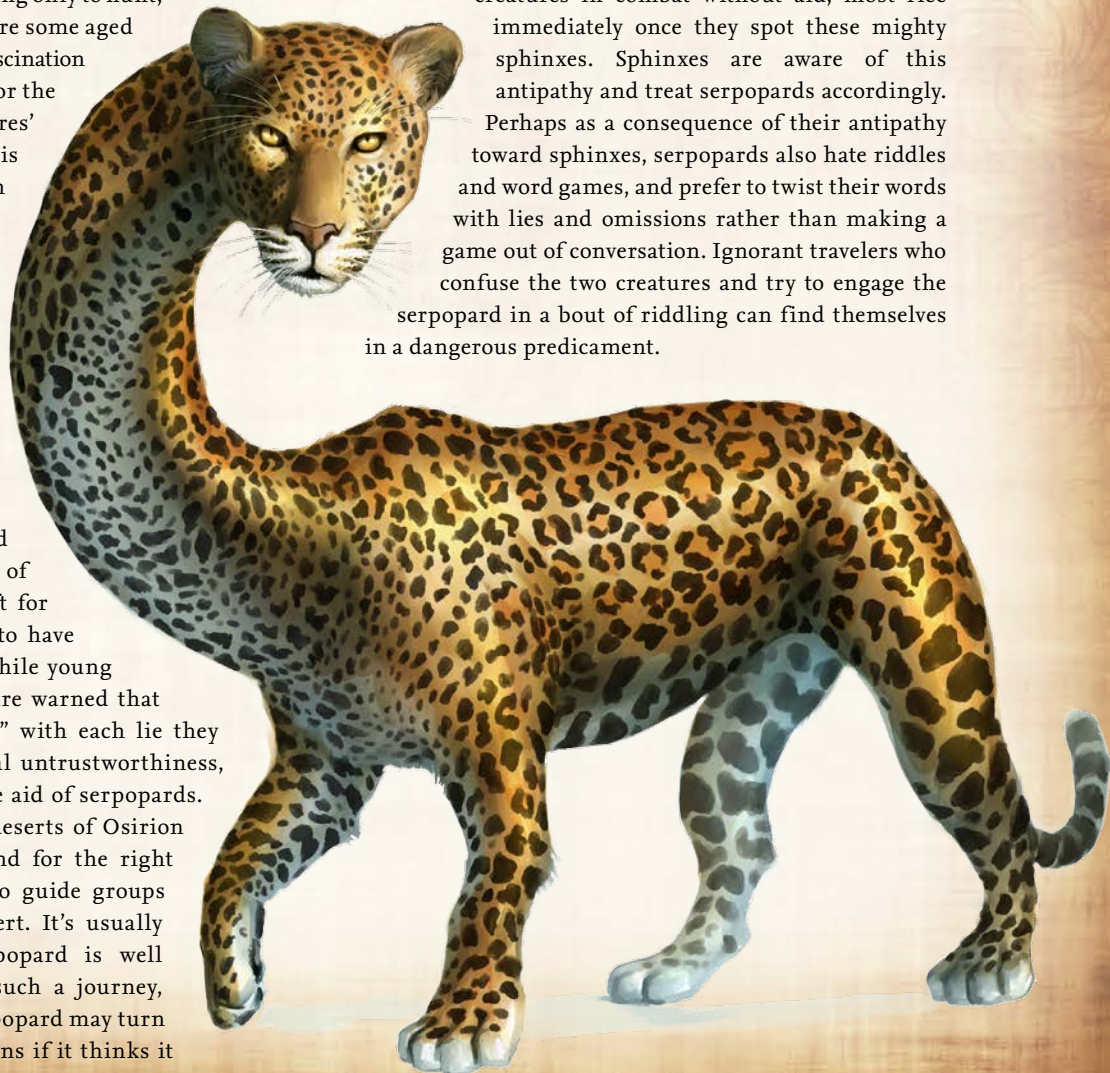 ng only to hunt,
re some aged
scination
or the
res’
is
n
d
of
t for
to have
hile young
re warned that
” with each lie they
al untrustworthiness,
e aid of serpopards.
deserts of Osirion
nd for the right
o guide groups
ert. It’s usually
popard is well
such a journey,
popard may turn
ns if it thinks it
creatures in combat without aid, most flee
immediately once they spot these mighty
sphinxes. Sphinxes are aware of this
antipathy and treat serpopards accordingly.
Perhaps as a consequence of their antipathy
toward sphinxes, serpopards also hate riddles
and word games, and prefer to twist their words
with lies and omissions rather than making a
game out of conversation. Ignorant travelers who
confuse the two creatures and try to engage the
serpopard in a bout of riddling can find themselves
in a dangerous predicament.